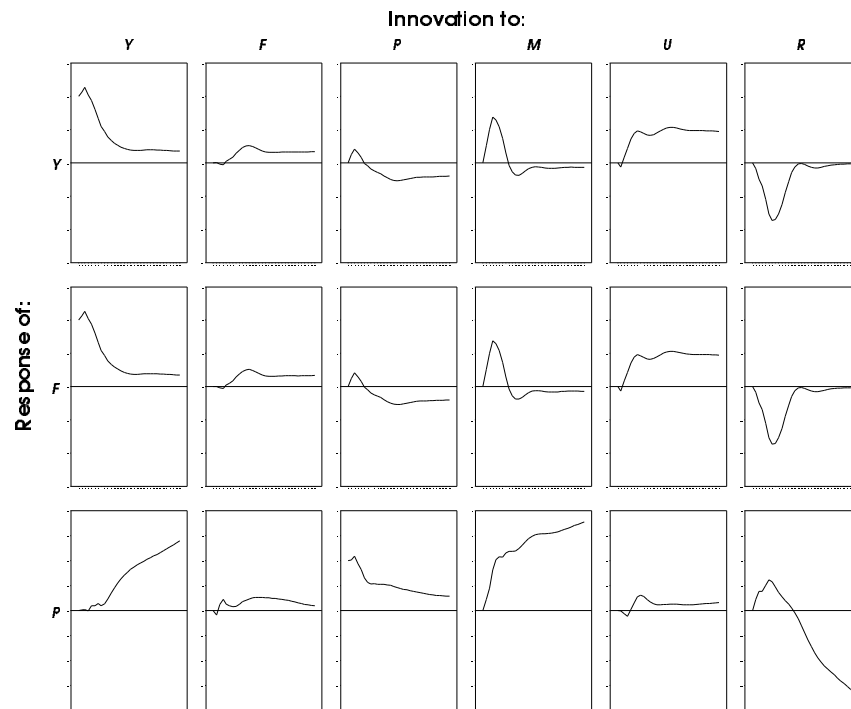 Innovation to:
Y F P M U R
Y
Response of:
F
P